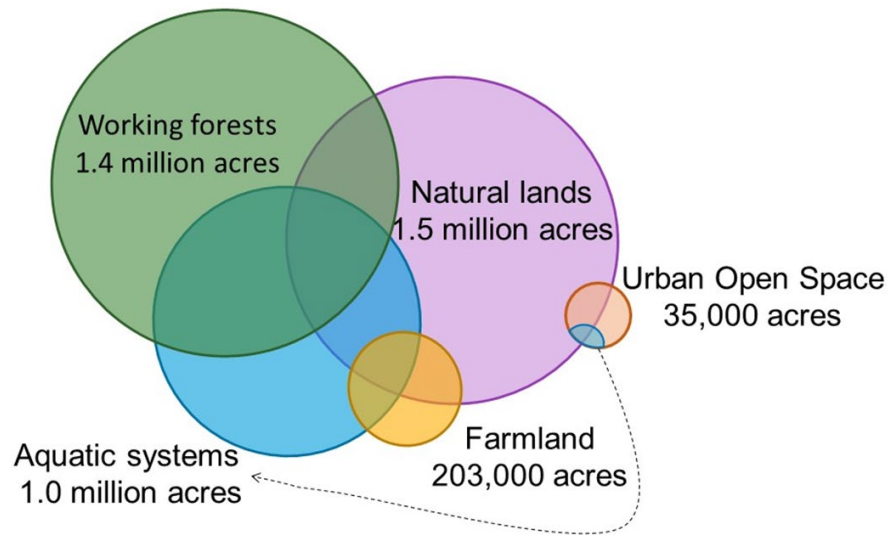 Working forests
1.4 million acres
Natural lands
1.5 million acres
Urban Open Space
35,000 acres
Farmland
203,000 acres
Aquatic systems
1.0 million acres